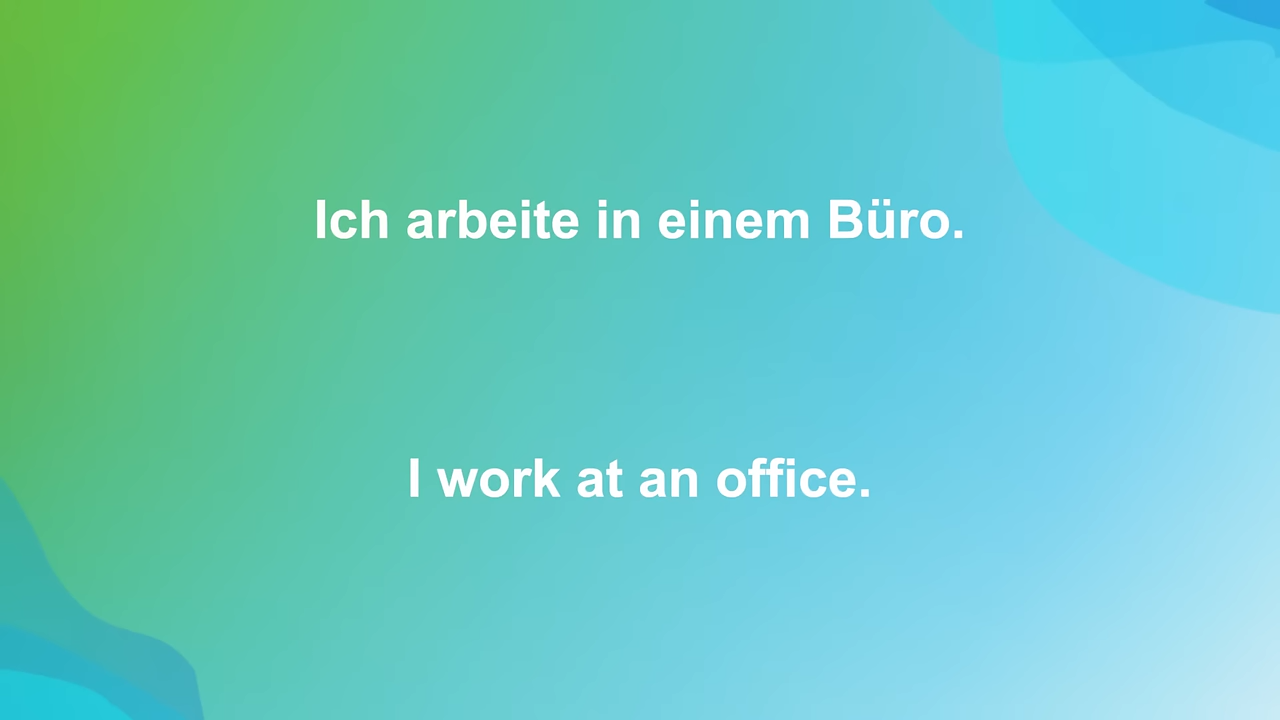 Ich arbeite in einem Büro.
I work at an office.